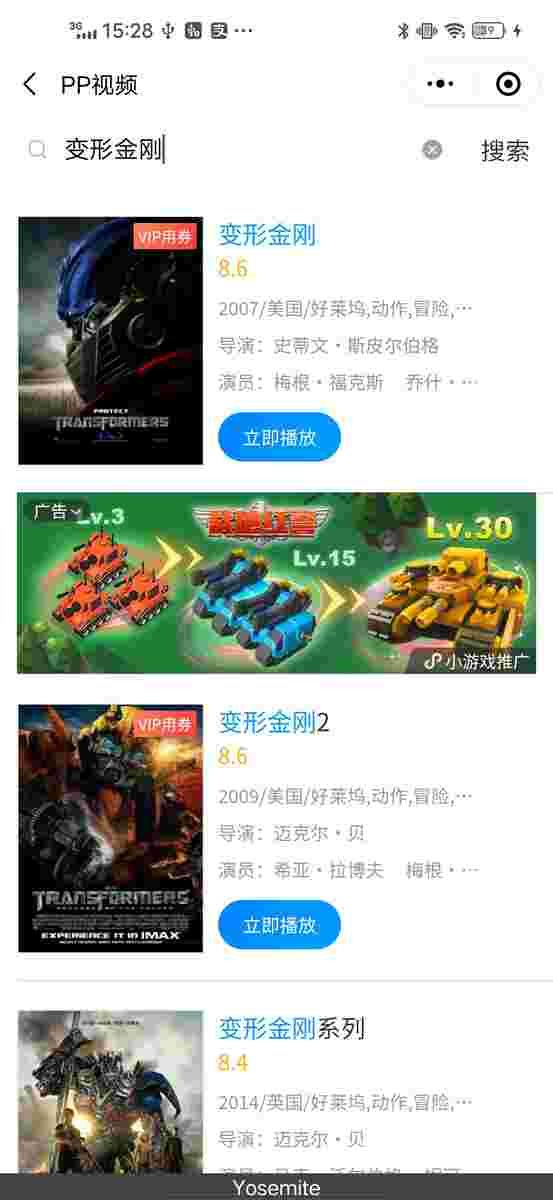 3G 15:28
PP视频
变形金刚
搜索
VIP用券
变形金刚
8.6
2007/美国/好莱坞,动作,冒险,…
导演：史蒂文·斯皮尔伯格
演员：梅根·福克斯 乔什·…
PROTECT
TRANSFORMERS
立即播放
广告
Lv.3
Lv.15
Lv.30
小游戏推广
VIP用券
变形金刚2
8.6
2009/美国/好莱坞,动作,冒险,…
导演：迈克尔·贝
演员：希亚·拉博夫 梅根·…
TRANSFORMERS
EXPERIENCE IT IN IMAX
立即播放
变形金刚系列
8.4
2014/英国/好莱坞,动作,冒险,…
导演：迈克尔·贝
Yosemite